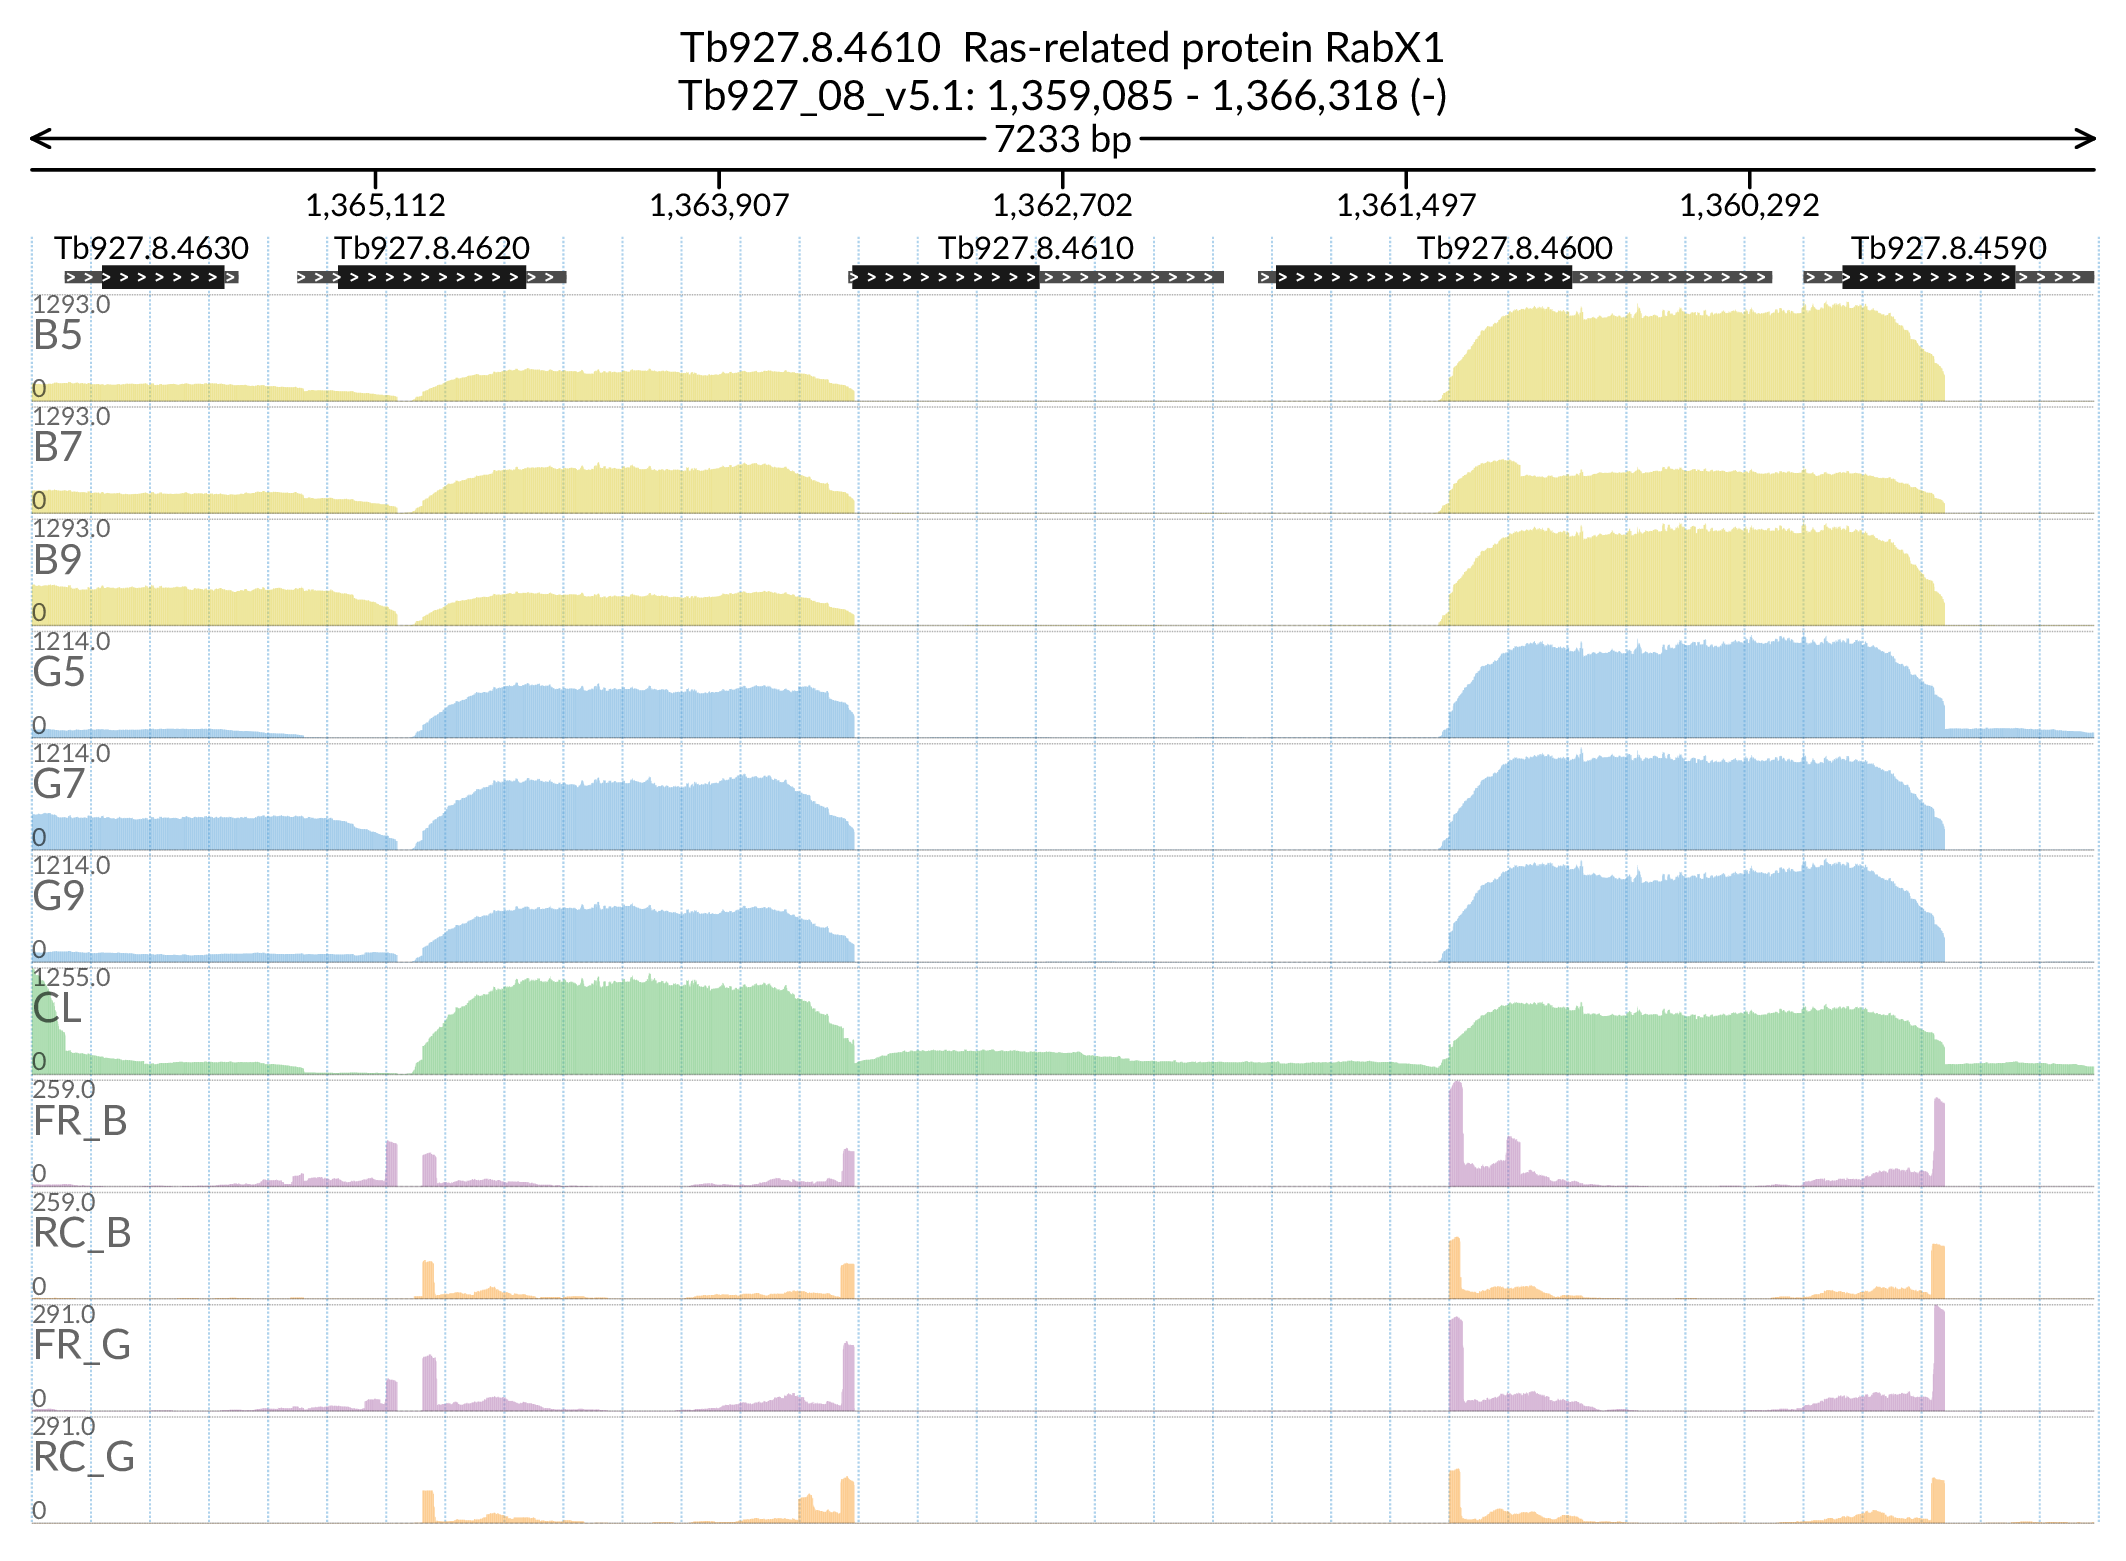 Tb927.8.4610  Ras-related protein RabX1
Tb927_08_v5.1: 1,359,085 - 1,366,318 (-)
7233 bp
1,365,112 1,363,907 1,362,702 1,361,497 1,360,292
Tb927.8.4630 Tb927.8.4620 Tb927.8.4610 Tb927.8.4600 Tb927.8.4590
1293.0
B5
0
1293.0
B7
0
1293.0
B9
0
1214.0
G5
0
1214.0
G7
0
1214.0
G9
0
1255.0
CL
0
259.0
FR_B
0
259.0
RC_B
0
291.0
FR_G
0
291.0
RC_G
0